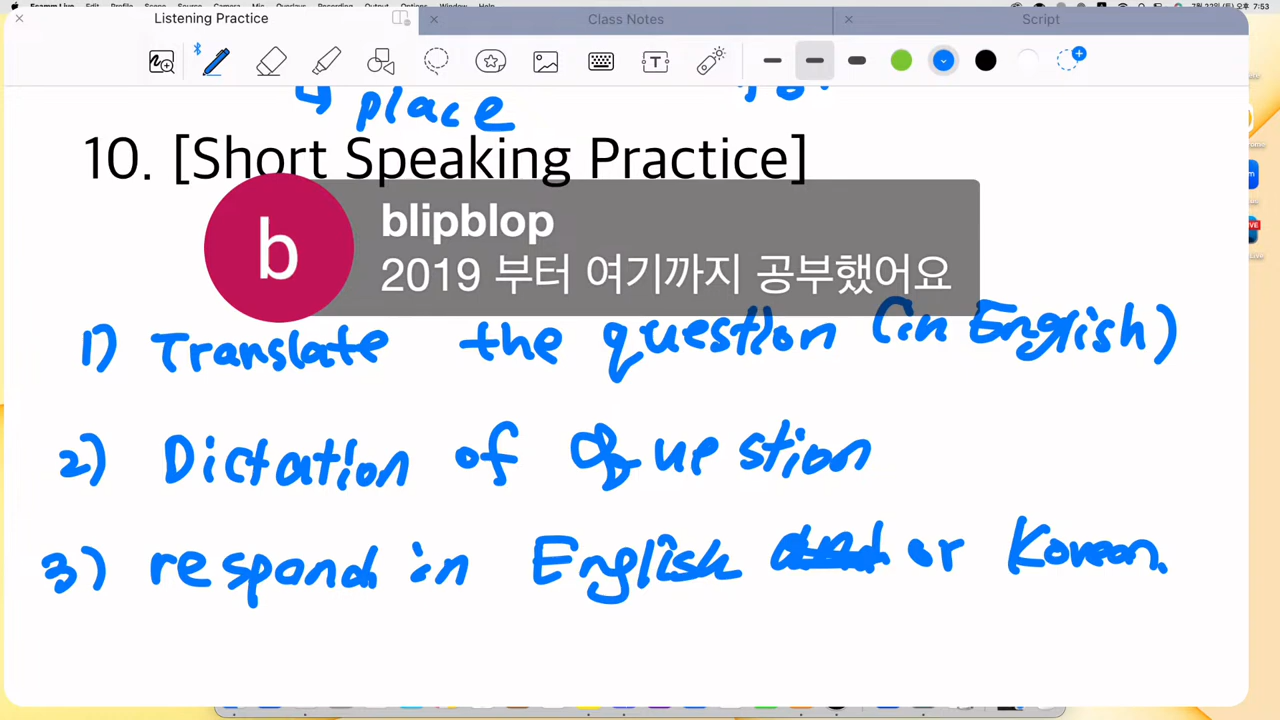 Listening Practice
Class Notes
Script
place
10. [Short Speaking Practice]
b
blipblop
2019 부터 여기까지 공부했어요
1) Translate the question (in English)
2) Dictation of Question
3) respond in English or Korean.